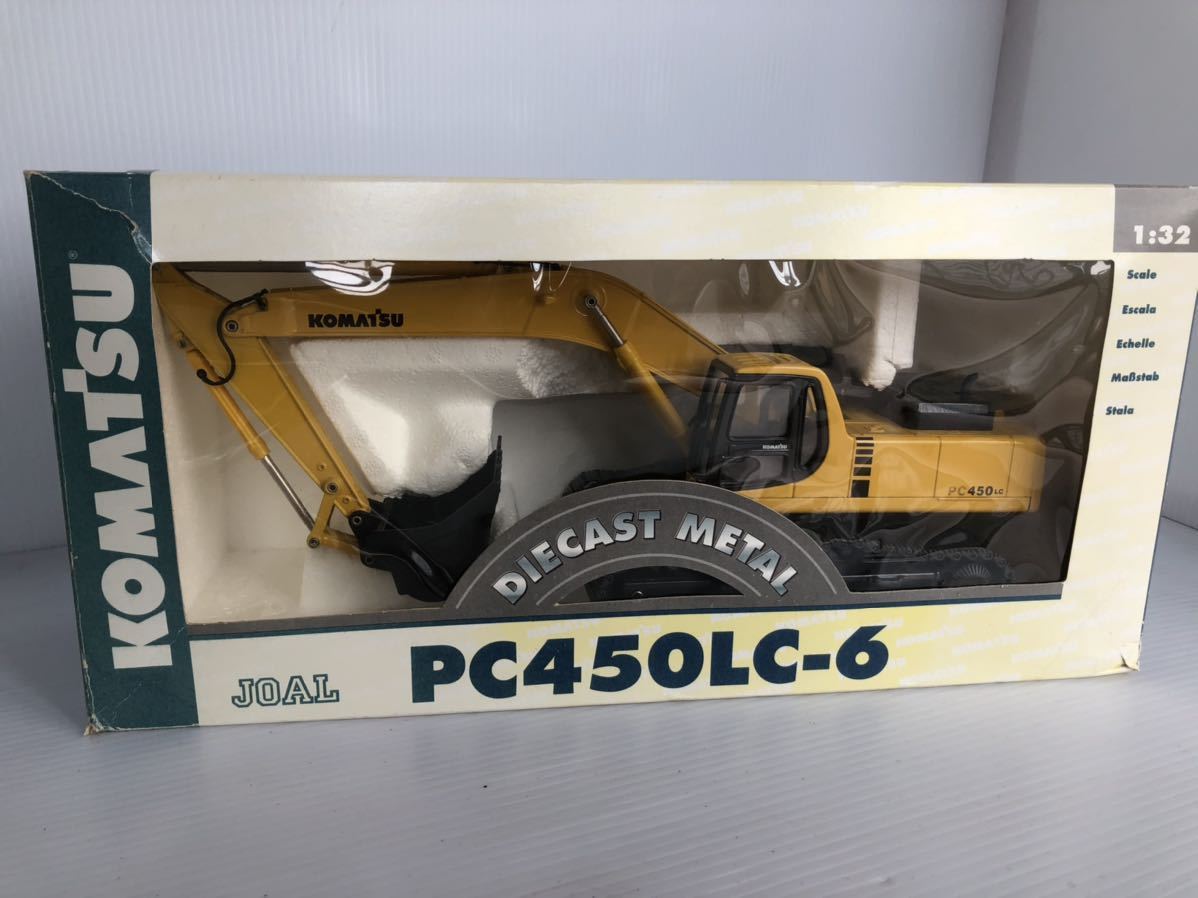 KOMATSU®
1:32
Scale
Escala
Echelle
Maßstab
Stala
KOMATSU
KOMATSU
PC450LC
DIECAST METAL
JOAL
PC450LC-6